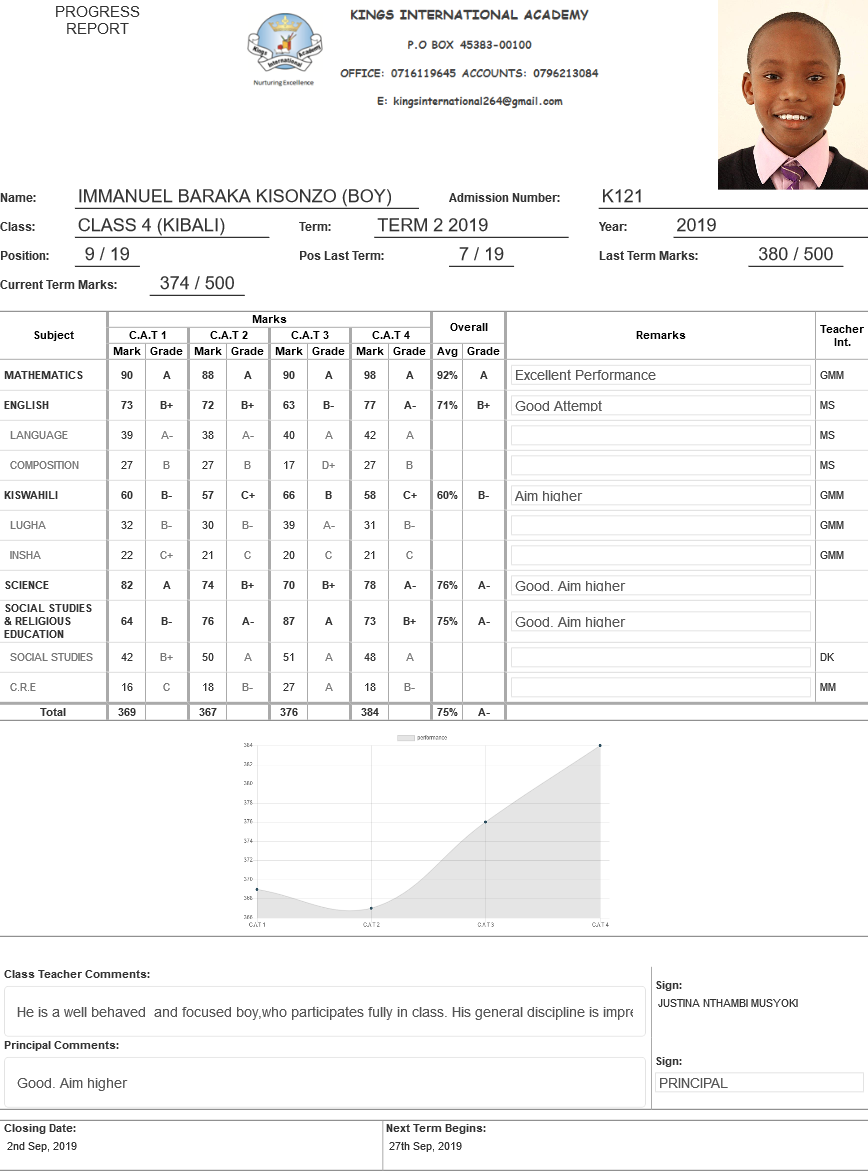 PROGRESS
REPORT
KINGS INTERNATIONAL ACADEMY
P.O BOX 45383-00100
OFFICE: 0716119645 ACCOUNTS: 0796213084
E: kingsinternational264@gmail.com
Kings Academy
International
Nurturing Excellence
Name: IMMANUEL BARAKA KISONZO (BOY) Admission Number: K121
Class: CLASS 4 (KIBALI) Term: TERM 2 2019 Year: 2019
Position: 9 / 19 Pos Last Term: 7 / 19 Last Term Marks: 380 / 500
Current Term Marks: 374 / 500
Subject Marks Overall Remarks Teacher Int.
C.A.T 1 C.A.T 2 C.A.T 3 C.A.T 4
Mark Grade Mark Grade Mark Grade Mark Grade Avg Grade
MATHEMATICS 90 A 88 A 90 A 98 A 92% A Excellent Performance GMM
ENGLISH 73 B+ 72 B+ 63 B- 77 A- 71% B+ Good Attempt MS
LANGUAGE 39 A- 38 A- 40 A 42 A MS
COMPOSITION 27 B 27 B 17 D+ 27 B MS
KISWAHILI 60 B- 57 C+ 66 B 58 C+ 60% B- Aim higher GMM
LUGHA 32 B- 30 B- 39 A- 31 B- GMM
INSHA 22 C+ 21 C 20 C 21 C GMM
SCIENCE 82 A 74 B+ 70 B+ 78 A- 76% A- Good. Aim higher
SOCIAL STUDIES
& RELIGIOUS
EDUCATION 64 B- 76 A- 87 A 73 B+ 75% A- Good. Aim higher
SOCIAL STUDIES 42 B+ 50 A 51 A 48 A DK
C.R.E 16 C 18 B- 27 A 18 B- MM
Total 369 367 376 384 75% A-
performance
384
382
380
378
376
374
372
370
368
366
CAT 1 CAT 2 CAT 3 CAT 4
Class Teacher Comments:
He is a well behaved  and focused boy,who participates fully in class. His general discipline is impre
Sign:
JUSTINA NTHAMBI MUSYOKI
Principal Comments:
Good. Aim higher
Sign:
PRINCIPAL
Closing Date: Next Term Begins:
2nd Sep, 2019 27th Sep, 2019